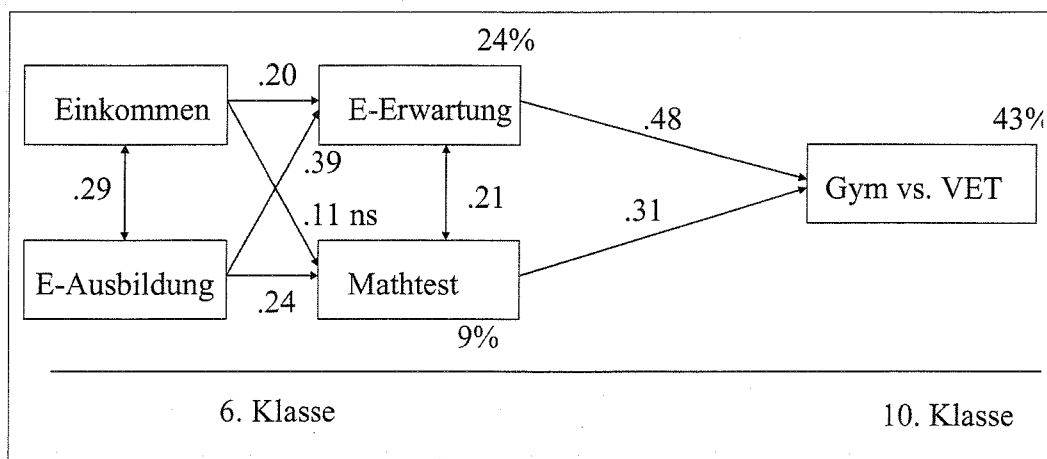 24%
Einkommen
.20
E-Erwartung
.48
43%
.29
.39
.11 ns
.21
.31
Gym vs. VET
E-Ausbildung
.24
Mathtest
9%
6. Klasse
10. Klasse